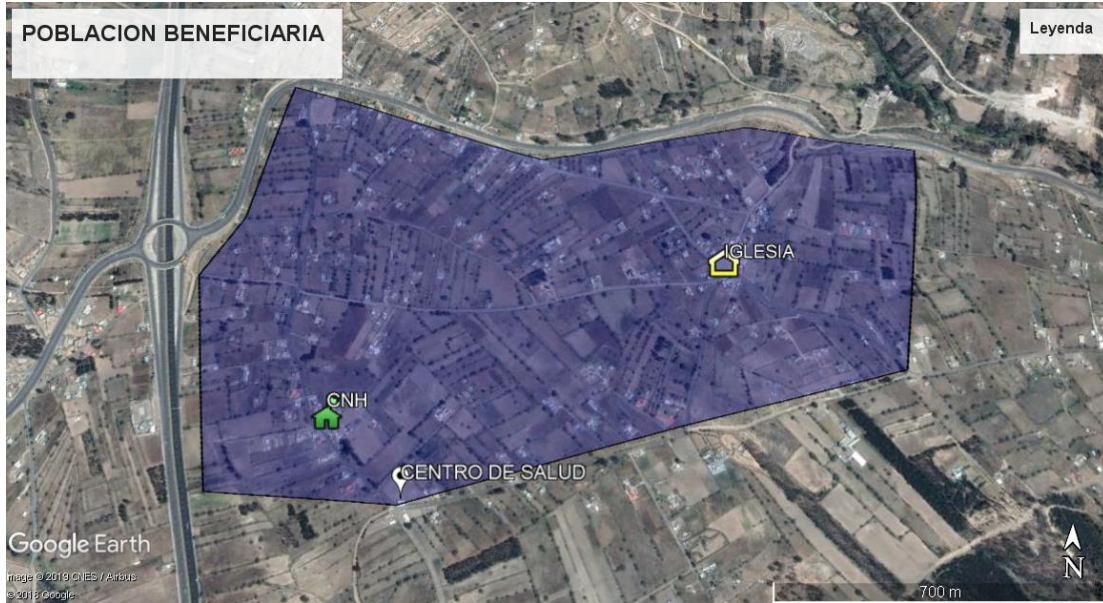 POBLACION BENEFICIARIA
Leyenda
IGLESIA
CNH
CENTRO DE SALUD
Google Earth
Image © 2019 CNES / Airbus
© 2018 Google
N
700 m